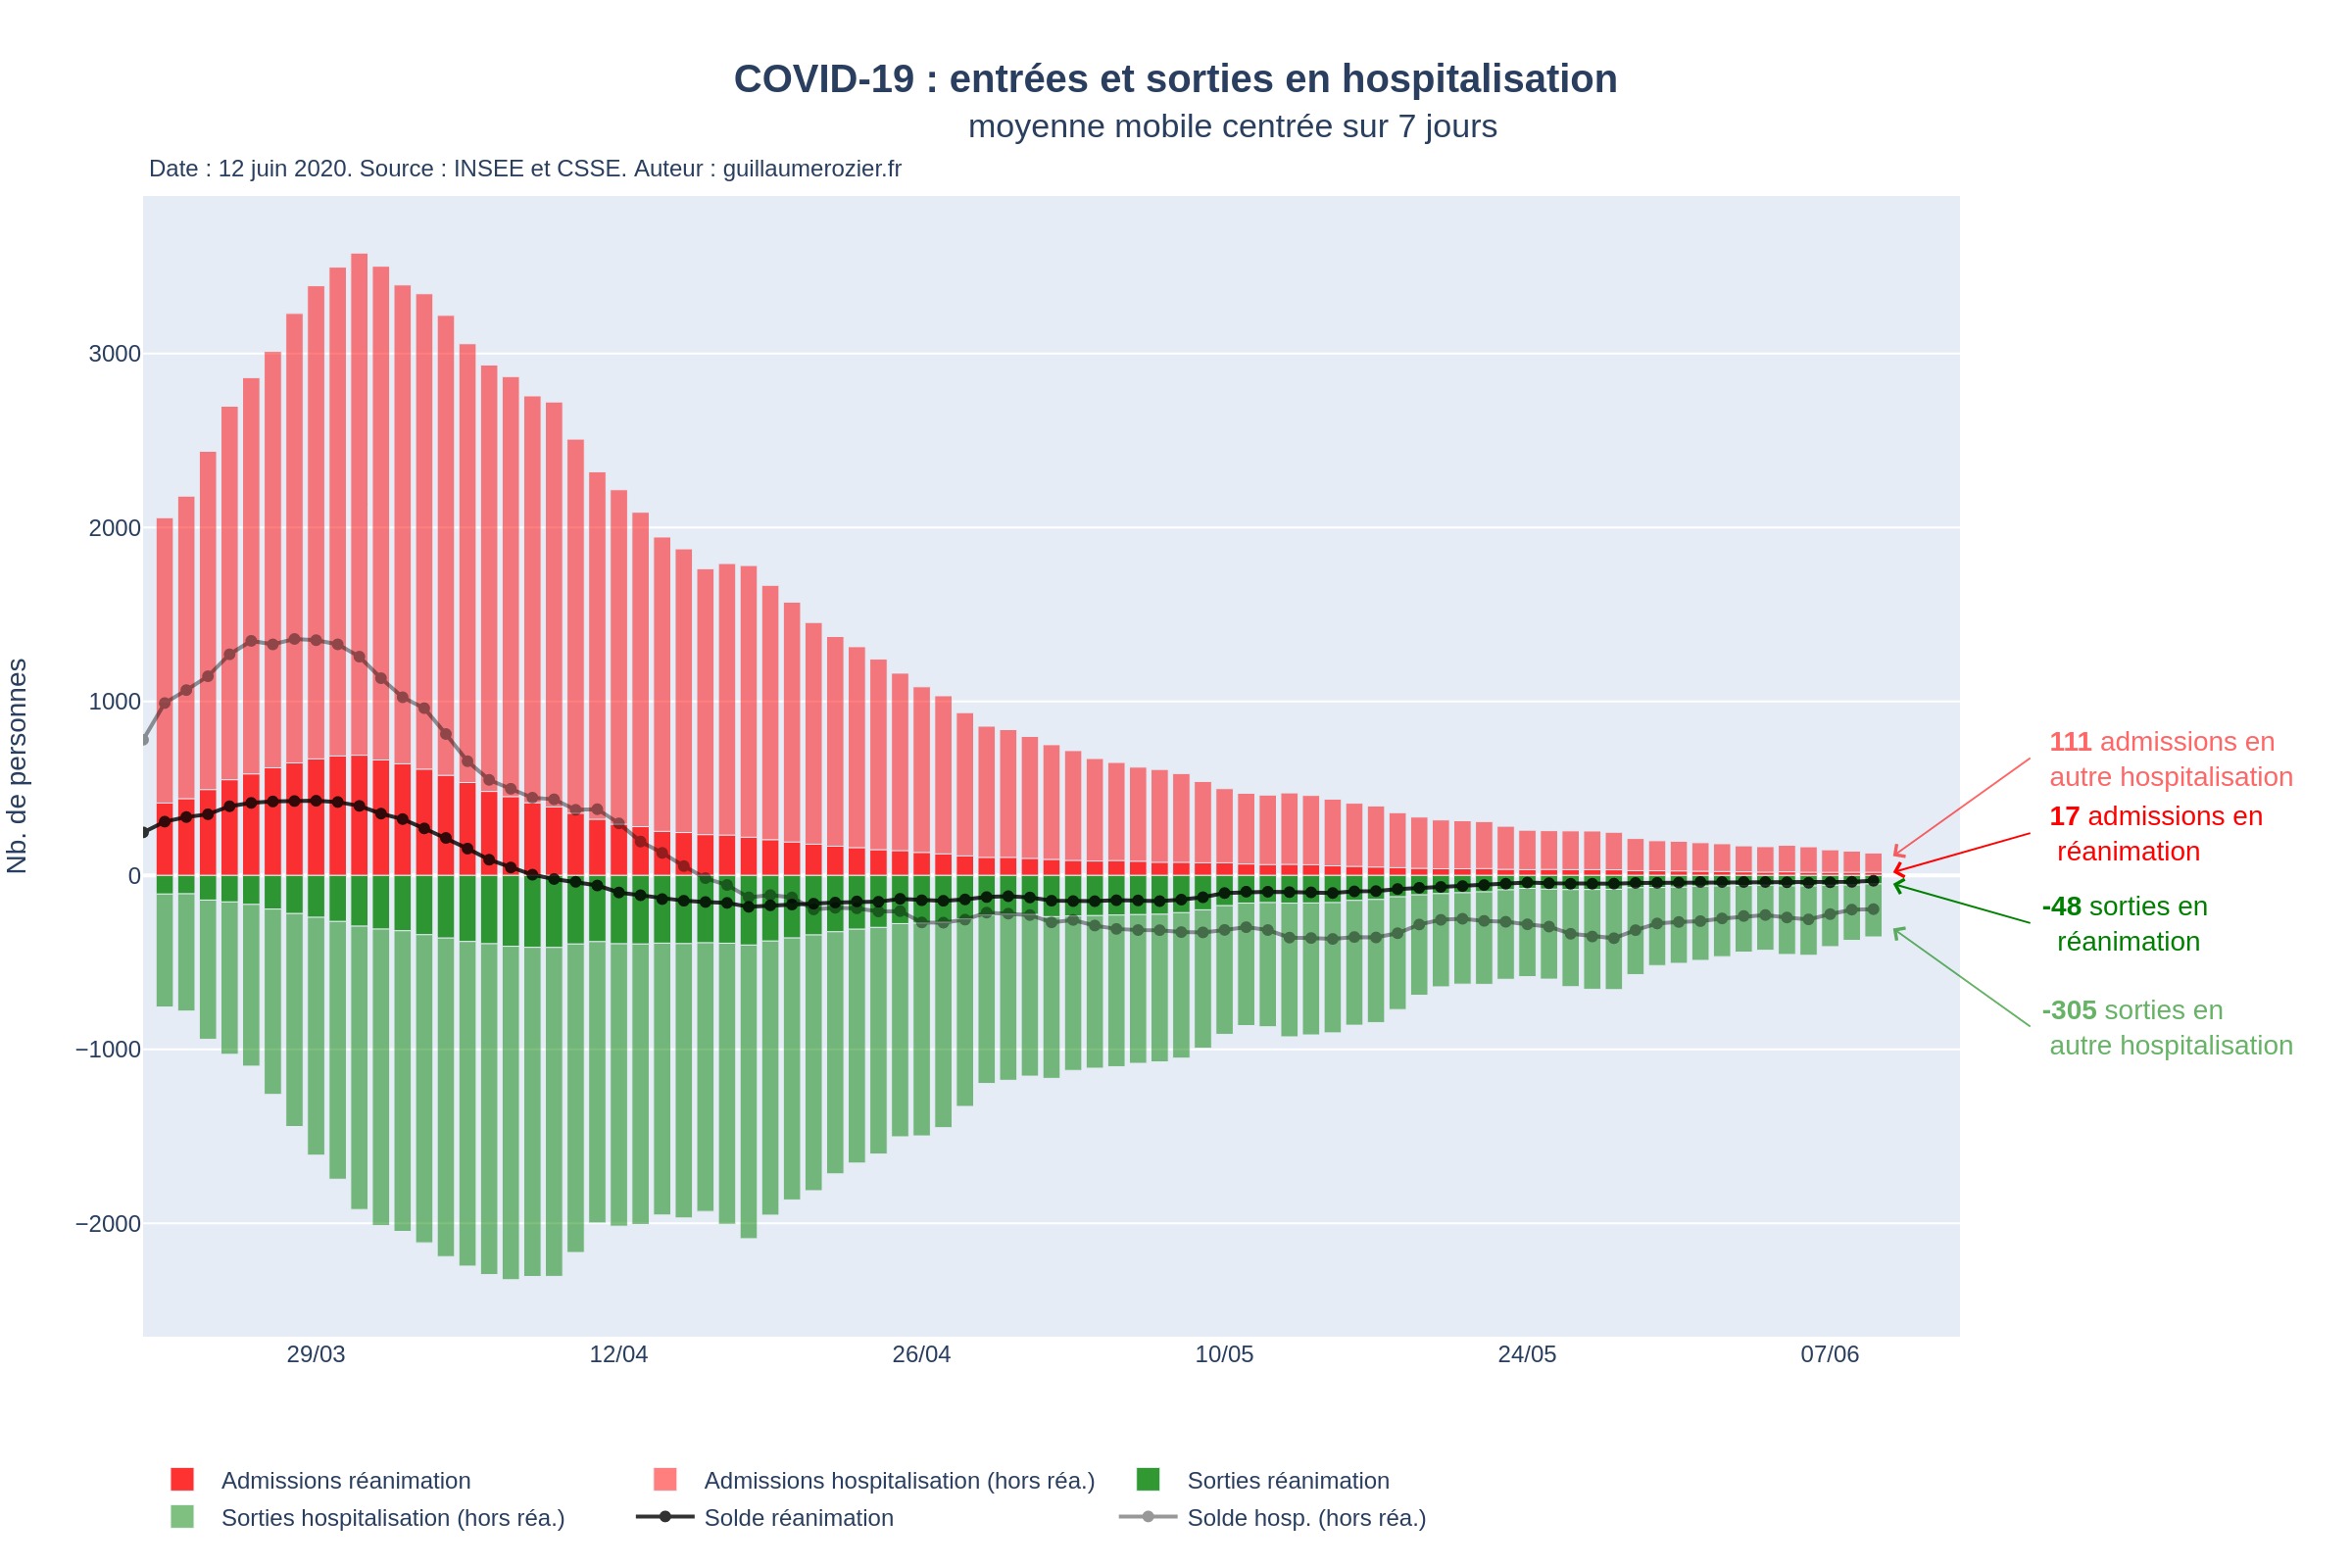 COVID-19 : entrées et sorties en hospitalisation
moyenne mobile centrée sur 7 jours
Date : 12 juin 2020. Source : INSEE et CSSE. Auteur : guillaumerozier.fr
Nb. de personnes
3000
2000
1000
0
−1000
−2000
29/03
12/04
26/04
10/05
24/05
07/06
111 admissions en
autre hospitalisation
17 admissions en
réanimation
-48 sorties en
réanimation
-305 sorties en
autre hospitalisation
Admissions réanimation
Admissions hospitalisation (hors réa.)
Sorties réanimation
Sorties hospitalisation (hors réa.)
Solde réanimation
Solde hosp. (hors réa.)